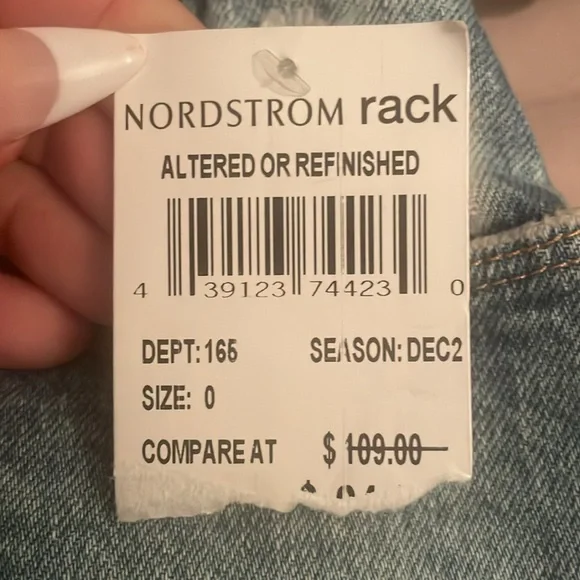 NORDSTROM rack
ALTERED OR REFINISHED
4 39123 74423 0
DEPT: 165 SEASON: DEC2
SIZE: 0
COMPARE AT $ 109.00
$